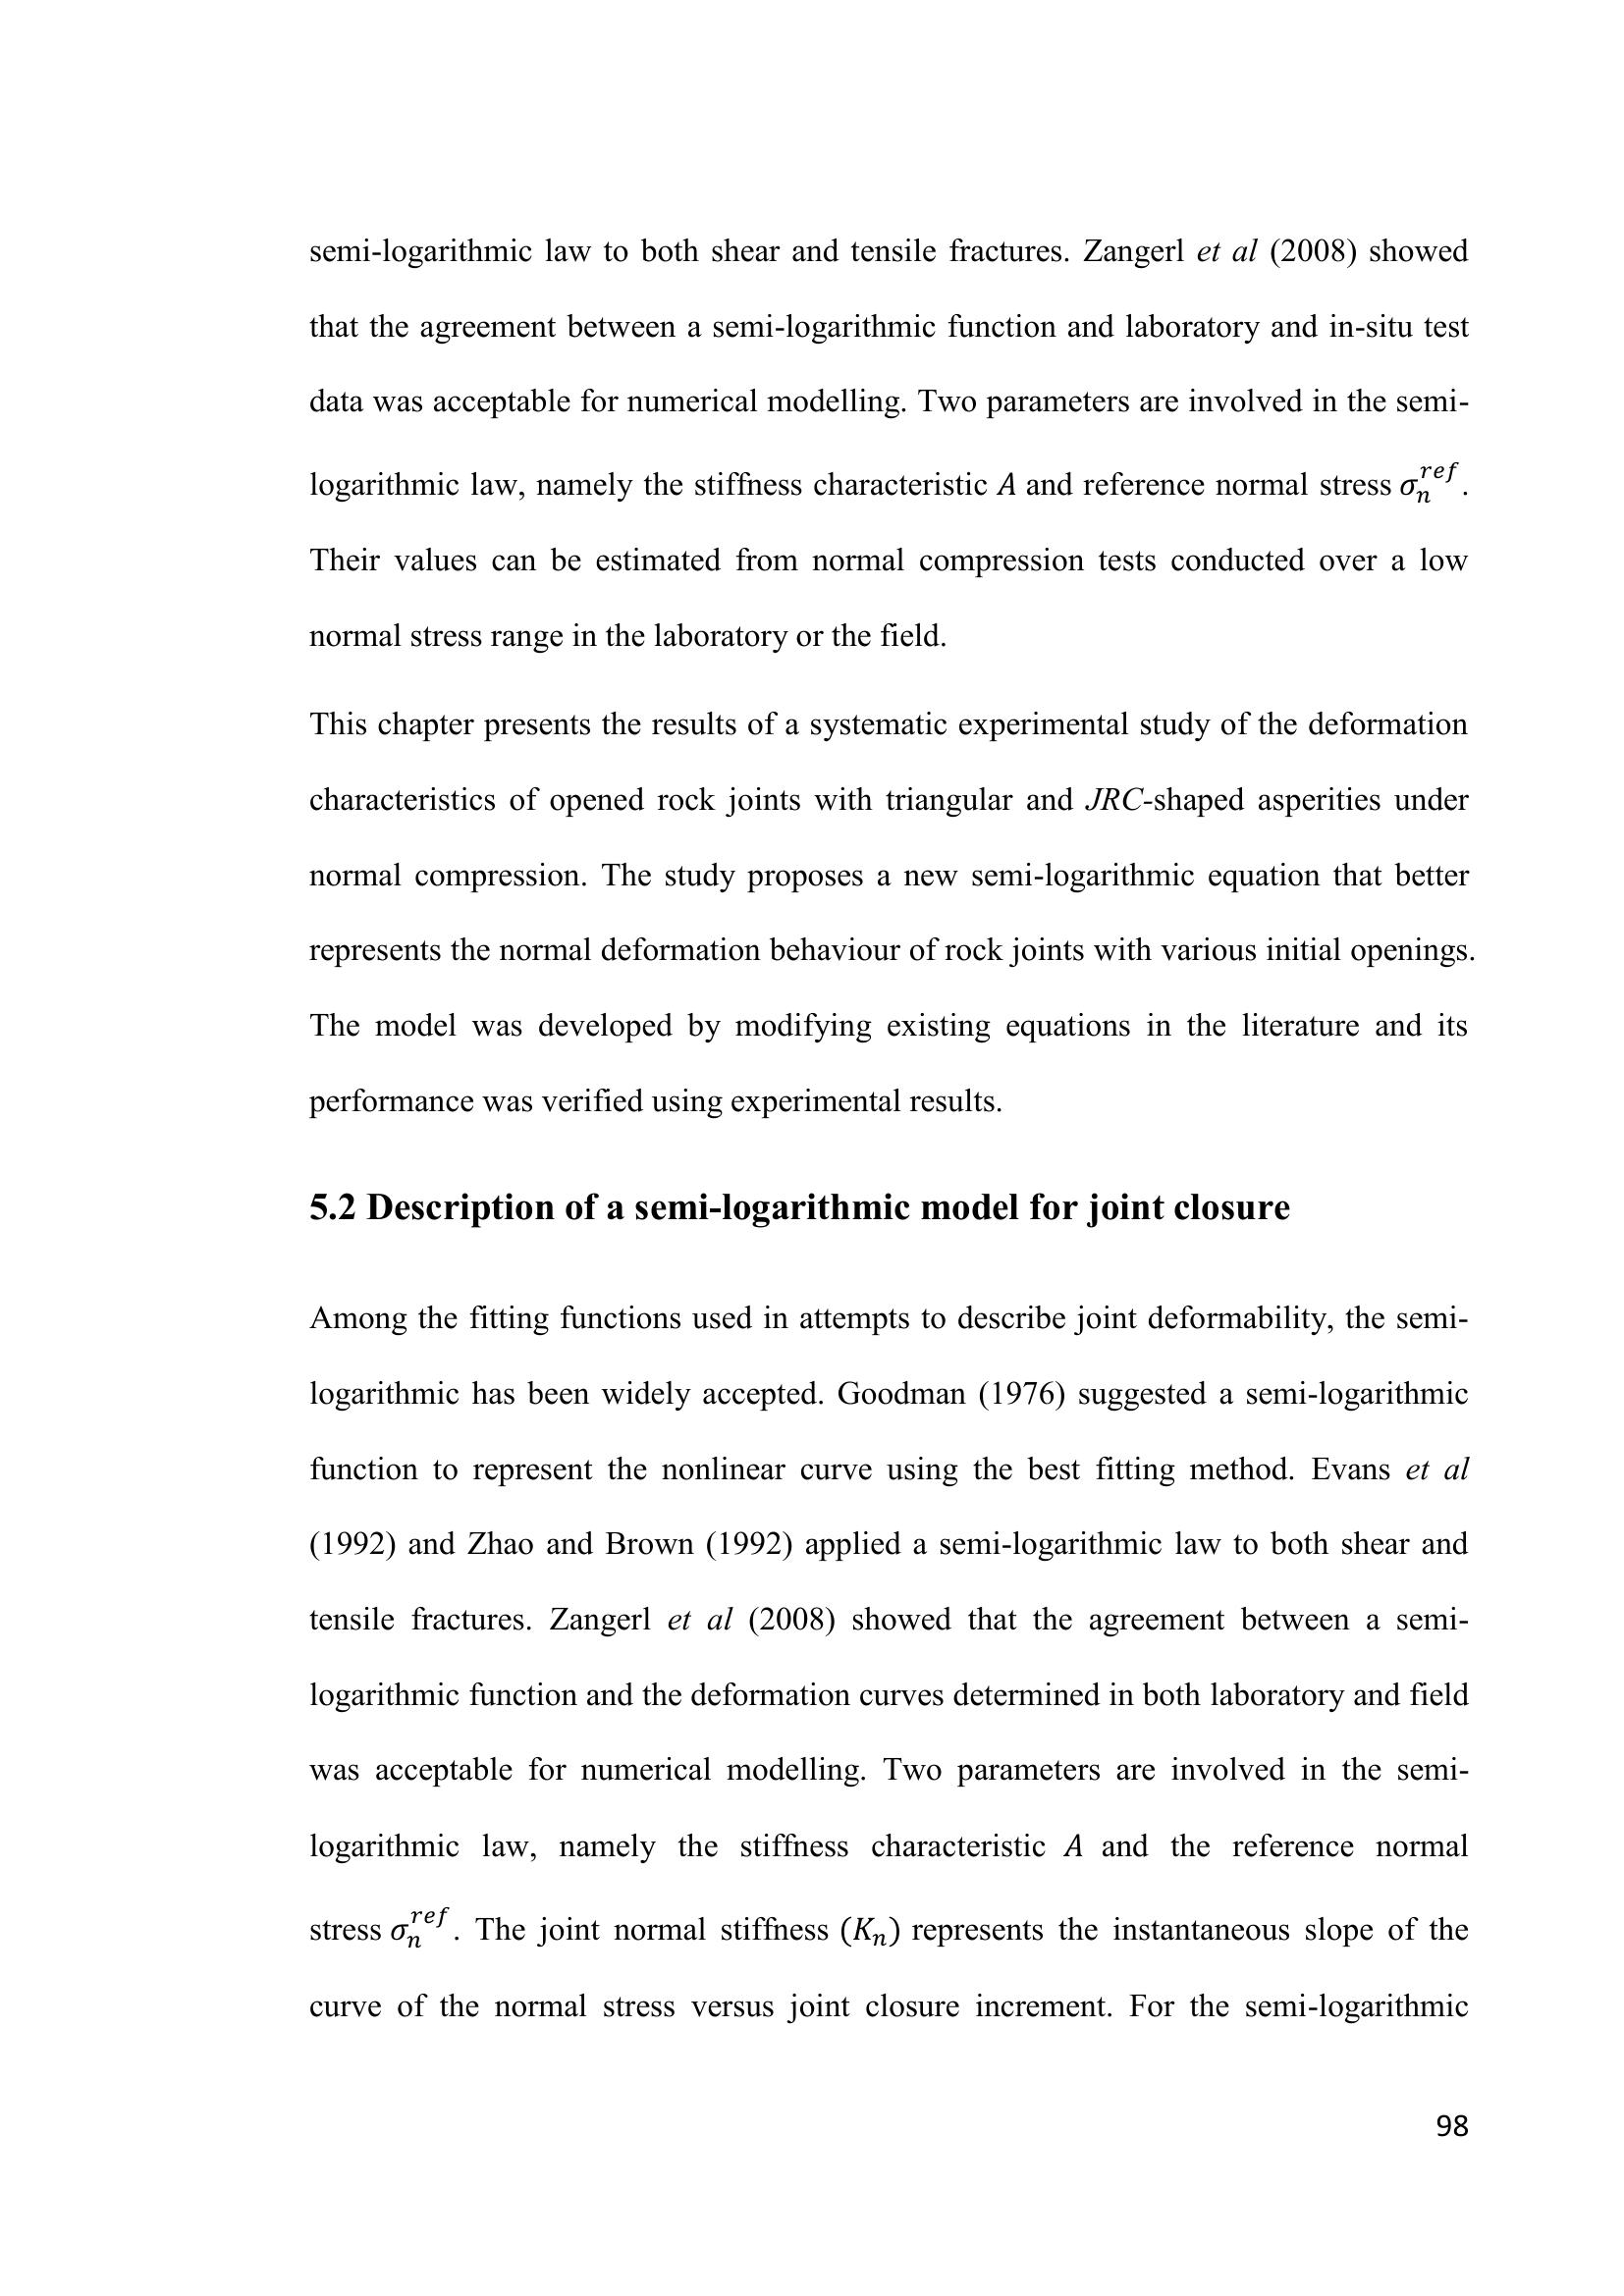 semi-logarithmic law to both shear and tensile fractures. Zangerl et al (2008) showed
that the agreement between a semi-logarithmic function and laboratory and in-situ test
data was acceptable for numerical modelling. Two parameters are involved in the semi-
logarithmic law, namely the stiffness characteristic A and reference normal stress σ_n^{ref}.
Their values can be estimated from normal compression tests conducted over a low
normal stress range in the laboratory or the field.
This chapter presents the results of a systematic experimental study of the deformation
characteristics of opened rock joints with triangular and JRC-shaped asperities under
normal compression. The study proposes a new semi-logarithmic equation that better
represents the normal deformation behaviour of rock joints with various initial openings.
The model was developed by modifying existing equations in the literature and its
performance was verified using experimental results.
5.2 Description of a semi-logarithmic model for joint closure
Among the fitting functions used in attempts to describe joint deformability, the semi-
logarithmic has been widely accepted. Goodman (1976) suggested a semi-logarithmic
function to represent the nonlinear curve using the best fitting method. Evans et al
(1992) and Zhao and Brown (1992) applied a semi-logarithmic law to both shear and
tensile fractures. Zangerl et al (2008) showed that the agreement between a semi-
logarithmic function and the deformation curves determined in both laboratory and field
was acceptable for numerical modelling. Two parameters are involved in the semi-
logarithmic law, namely the stiffness characteristic A and the reference normal
stress σ_n^{ref}. The joint normal stiffness (K_n) represents the instantaneous slope of the
curve of the normal stress versus joint closure increment. For the semi-logarithmic
98